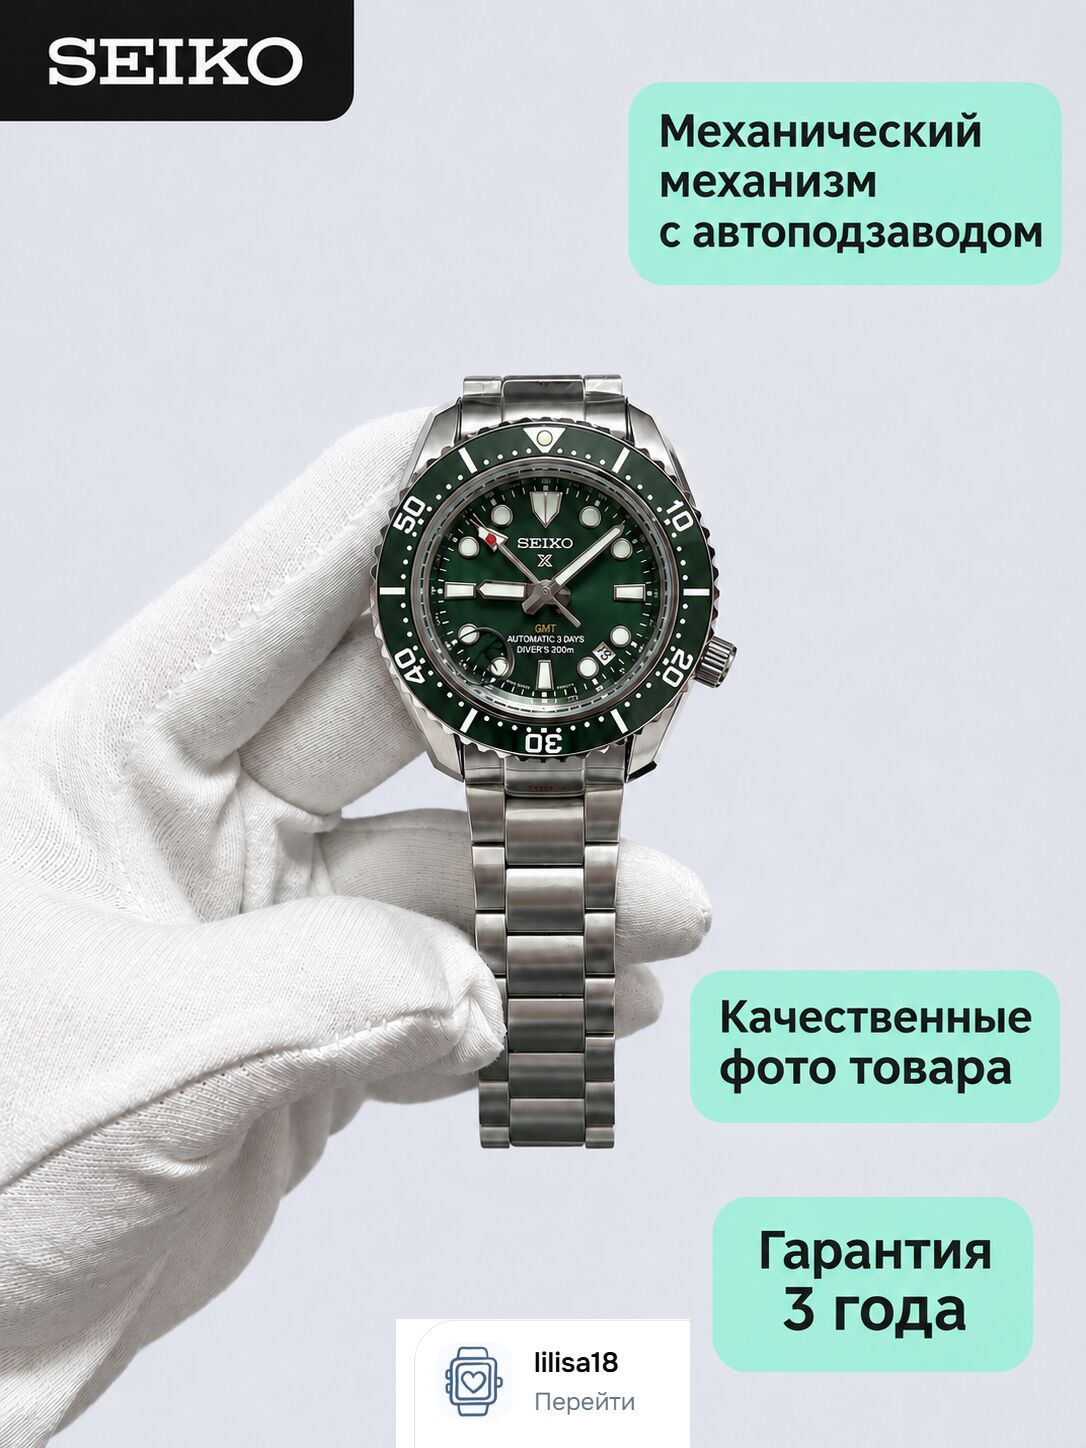 SEIKO
Механический
механизм
с автоподзаводом
10
20
30
40
50
SEIXO
X
GMT
AUTOMATIC 3 DAYS
DIVER'S 200m
Качественные
фото товара
Гарантия
3 года
lilisa18
Перейти